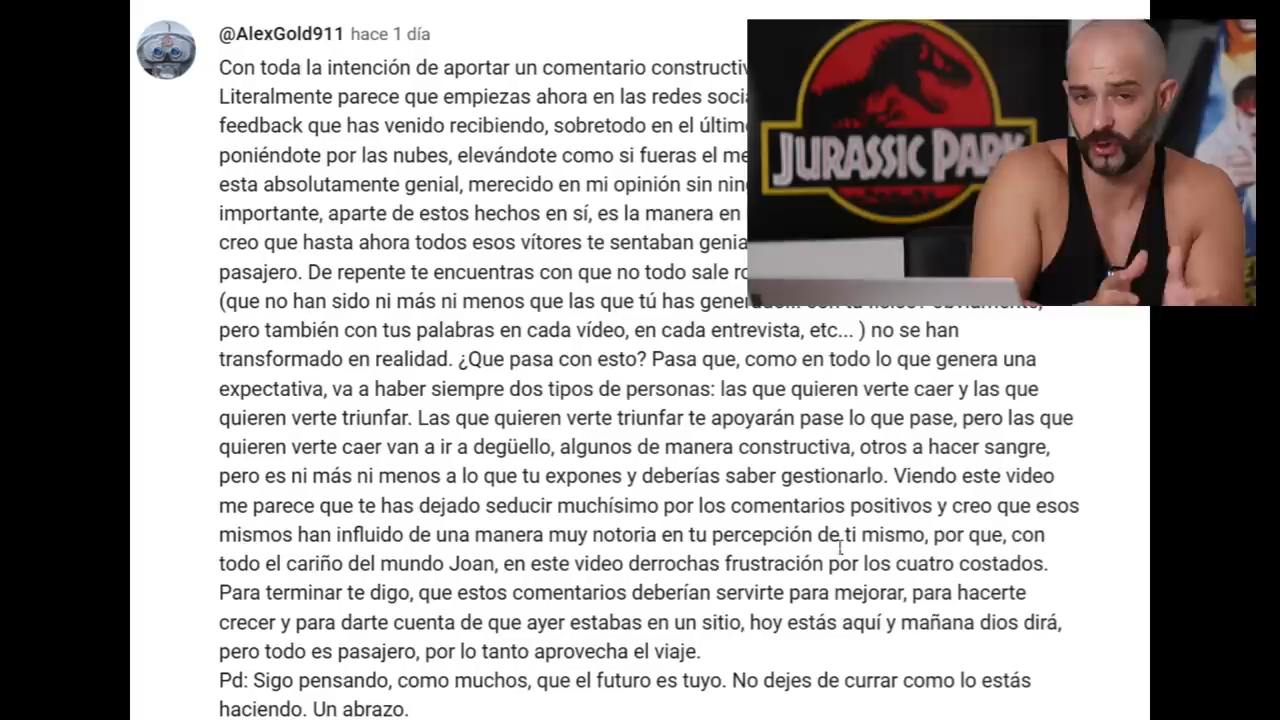 @AlexGold911 hace 1 día
Con toda la intención de aportar un comentario
Literalmente parece que empiezas ahora en las redes
feedback que has venido recibiendo, sobretodo en el
poniéndote por las nubes, elevándote como si fueras el
esta absolutamente genial, merecido en mi opinión sin
importante, aparte de estos hechos en sí, es la manera en
creo que hasta ahora todos esos vítores te sentaban
pasajero. De repente te encuentras con que no todo sale
(que no han sido ni más ni menos que las que tú has
pero también con tus palabras en cada vídeo, en cada entrevista, etc... ) no se han
transformado en realidad. ¿Que pasa con esto? Pasa que, como en todo lo que genera una
expectativa, va a haber siempre dos tipos de personas: las que quieren verte caer y las que
quieren verte triunfar. Las que quieren verte triunfar te apoyarán pase lo que pase, pero las que
quieren verte caer van a ir a degüello, algunos de manera constructiva, otros a hacer sangre,
pero es ni más ni menos a lo que tu expones y deberías saber gestionarlo. Viendo este video
me parece que te has dejado seducir muchísimo por los comentarios positivos y creo que esos
mismos han influido de una manera muy notoria en tu percepción de ti mismo, por que, con
todo el cariño del mundo Joan, en este video derrochas frustración por los cuatro costados.
Para terminar te digo, que estos comentarios deberían servirte para mejorar, para hacerte
crecer y para darte cuenta de que ayer estabas en un sitio, hoy estás aquí y mañana dios dirá,
pero todo es pasajero, por lo tanto aprovecha el viaje.
Pd: Sigo pensando, como muchos, que el futuro es tuyo. No dejes de currar como lo estás
haciendo. Un abrazo.
JURASSIC PARK